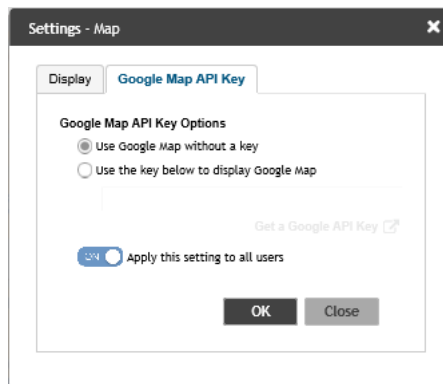 Settings - Map
Display
Google Map API Key
Google Map API Key Options
Use Google Map without a key
Use the key below to display Google Map
Get a Google API Key
ON Apply this setting to all users
OK Close